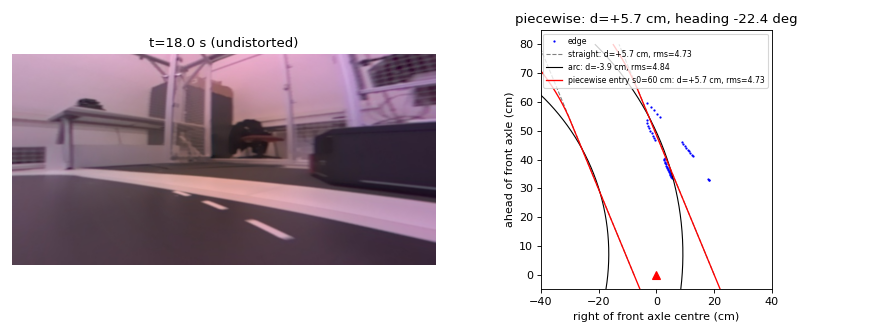 t=18.0 s (undistorted)
piecewise: d=+5.7 cm, heading -22.4 deg
edge
straight: d=+5.7 cm, rms=4.73
arc: d=-3.9 cm, rms=4.84
piecewise entry s0=60 cm: d=+5.7 cm, rms=4.73
ahead of front axle (cm)
80
70
60
50
40
30
20
10
0
−40
−20
0
20
40
right of front axle centre (cm)